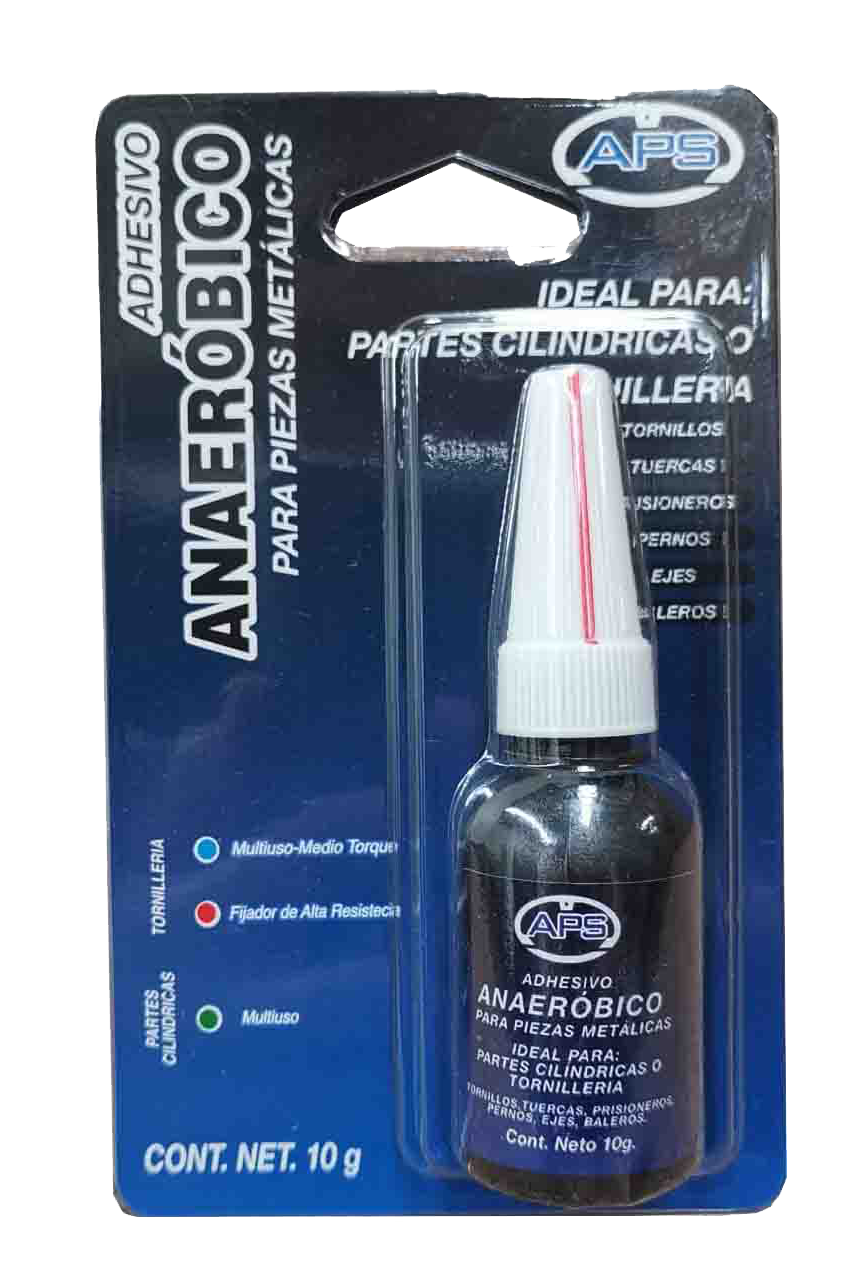 ADHESIVO
ANAERÓBICO
PARA PIEZAS METÁLICAS
APS
IDEAL PARA:
PARTES CILINDRICAS O
TORNILLOS
TUERCAS
PERNOS
EJES
TORNILLERIA
Multiuso-Medio Torque
Fijador de Alta Resistecia
PARTES
CILINDRICAS
Multiuso
CONT. NET. 10 g
APS
ADHESIVO
ANAERÓBICO
PARA PIEZAS METÁLICAS
IDEAL PARA:
PARTES CILÍNDRICAS O
TORNILLERIA
TORNILLOS, TUERCAS, PRISIONEROS,
PERNOS, EJES, BALEROS.
Cont. Neto 10g.